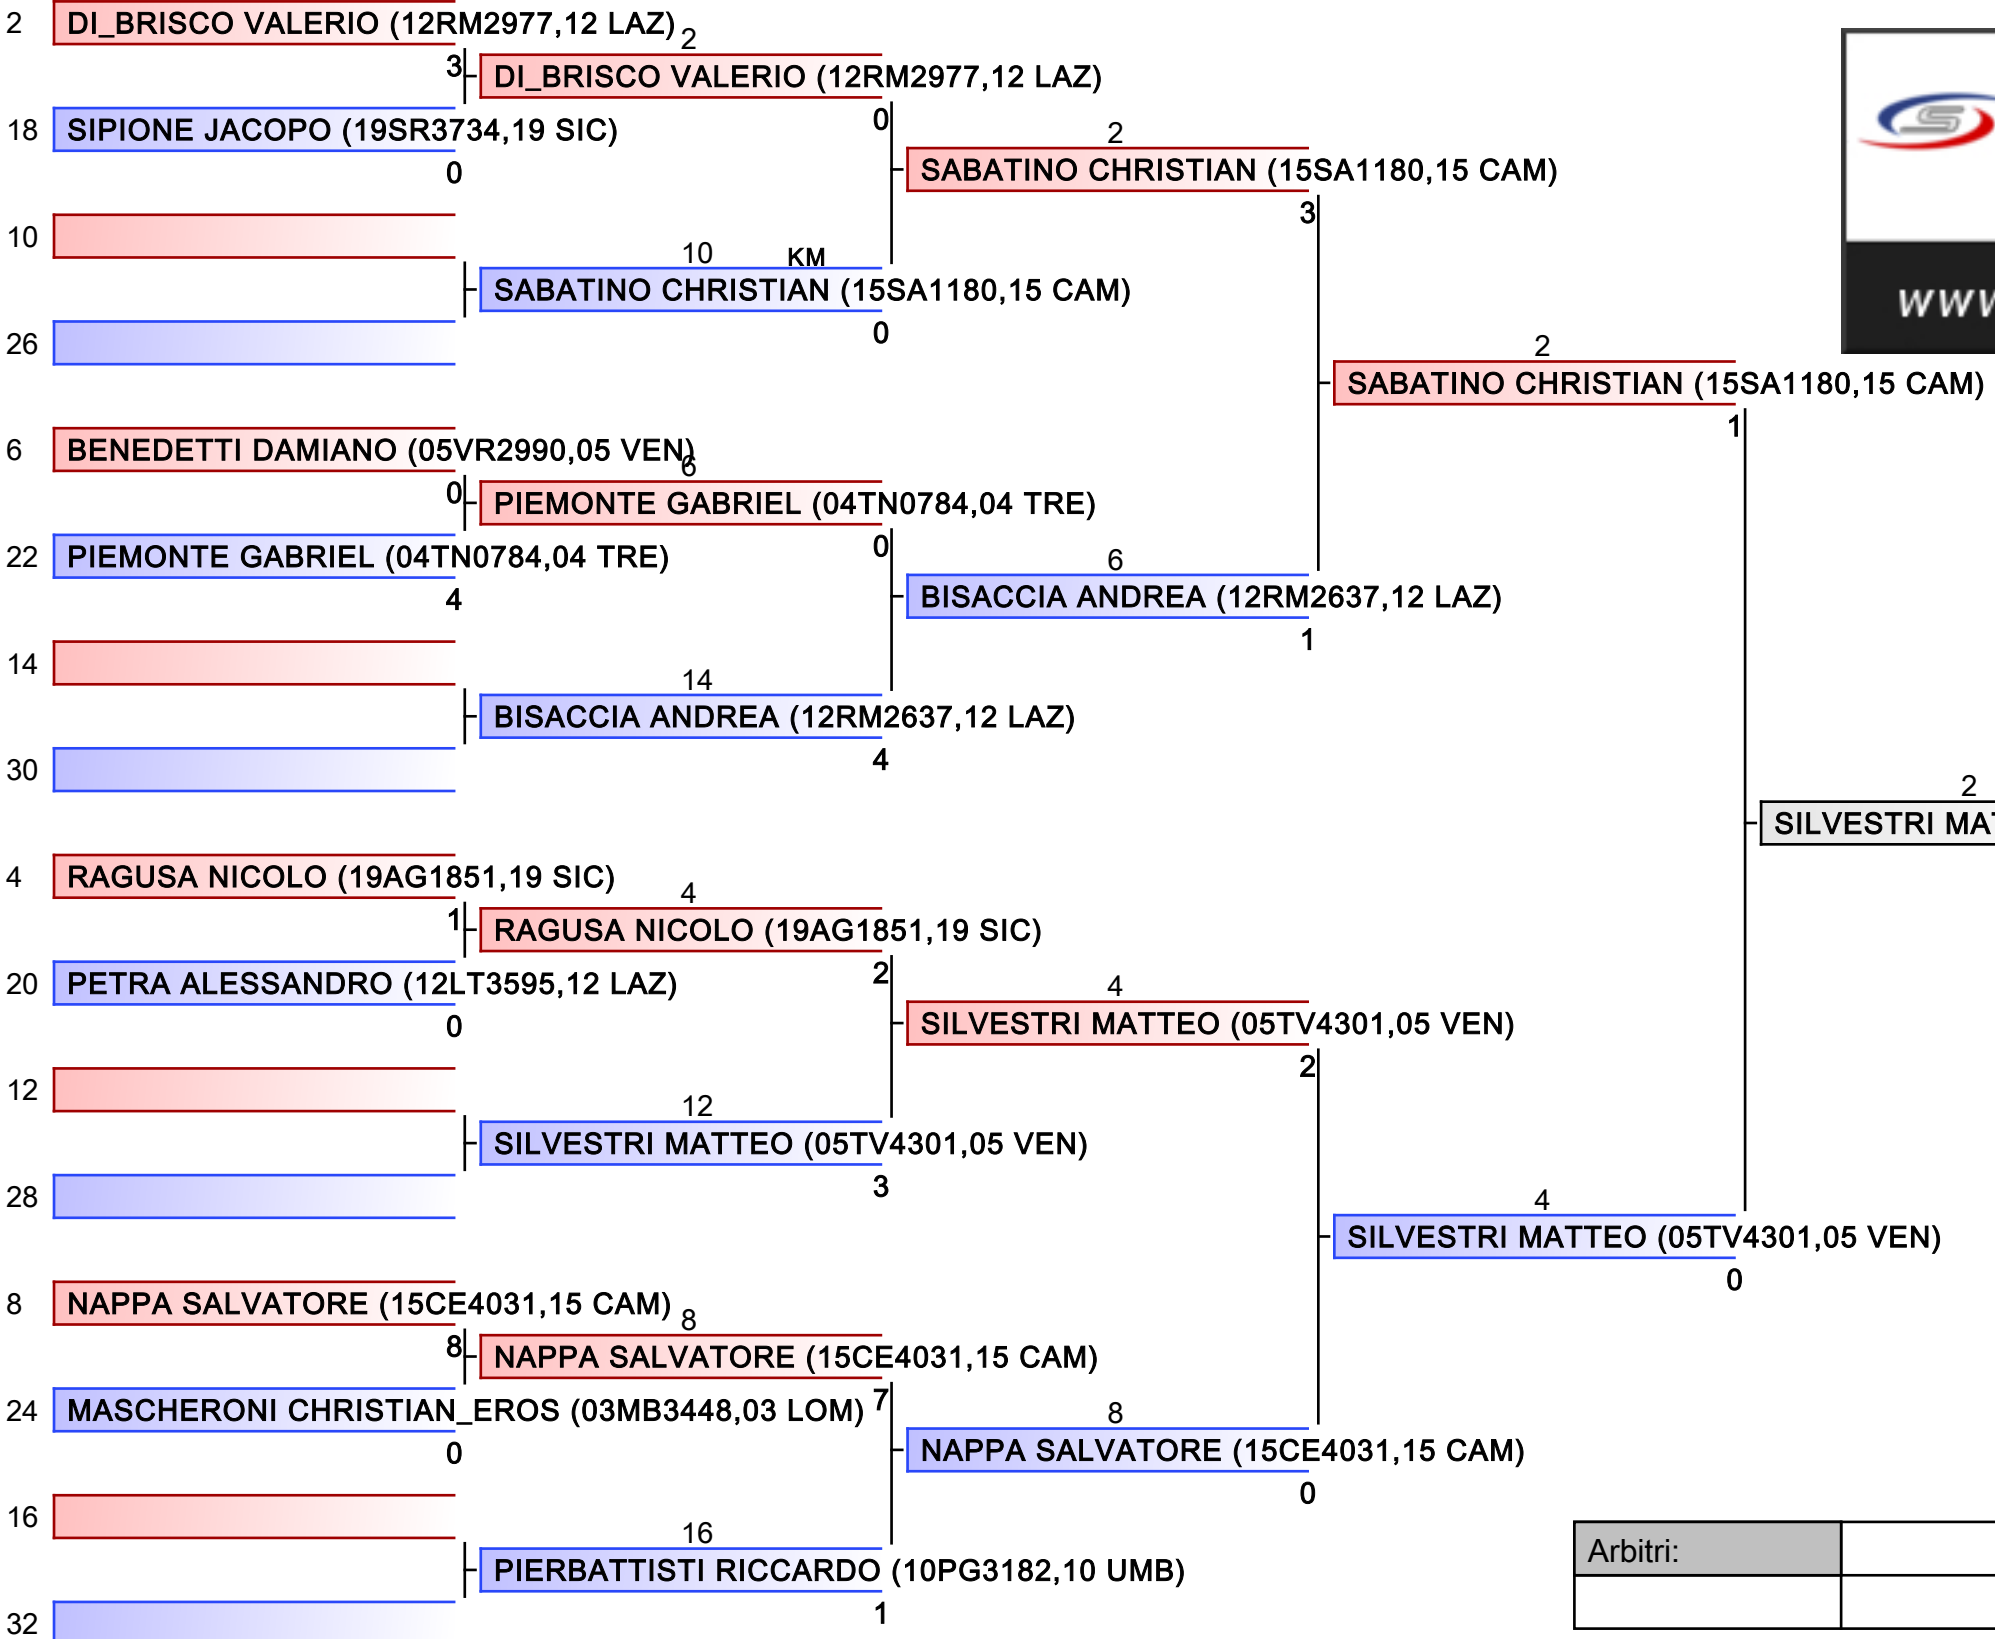 2 DI_BRISCO VALERIO (12RM2977,12 LAZ)
3
2
DI_BRISCO VALERIO (12RM2977,12 LAZ)
0
18 SIPIONE JACOPO (19SR3734,19 SIC)
0
2
SABATINO CHRISTIAN (15SA1180,15 CAM)
3
10
10 KM
SABATINO CHRISTIAN (15SA1180,15 CAM)
0
26
2
SABATINO CHRISTIAN (15SA1180,15 CAM)
1
WWW
6 BENEDETTI DAMIANO (05VR2990,05 VEN)
0
6
PIEMONTE GABRIEL (04TN0784,04 TRE)
0
22 PIEMONTE GABRIEL (04TN0784,04 TRE)
4
6
BISACCIA ANDREA (12RM2637,12 LAZ)
1
14
14
BISACCIA ANDREA (12RM2637,12 LAZ)
4
30
2
SILVESTRI MAT
4 RAGUSA NICOLO (19AG1851,19 SIC)
1
4
RAGUSA NICOLO (19AG1851,19 SIC)
2
20 PETRA ALESSANDRO (12LT3595,12 LAZ)
0
4
SILVESTRI MATTEO (05TV4301,05 VEN)
2
12
12
SILVESTRI MATTEO (05TV4301,05 VEN)
3
28
4
SILVESTRI MATTEO (05TV4301,05 VEN)
0
8 NAPPA SALVATORE (15CE4031,15 CAM)
8
8
NAPPA SALVATORE (15CE4031,15 CAM)
7
24 MASCHERONI CHRISTIAN_EROS (03MB3448,03 LOM)
0
8
NAPPA SALVATORE (15CE4031,15 CAM)
0
16
16
PIERBATTISTI RICCARDO (10PG3182,10 UMB)
1
32
Arbitri: